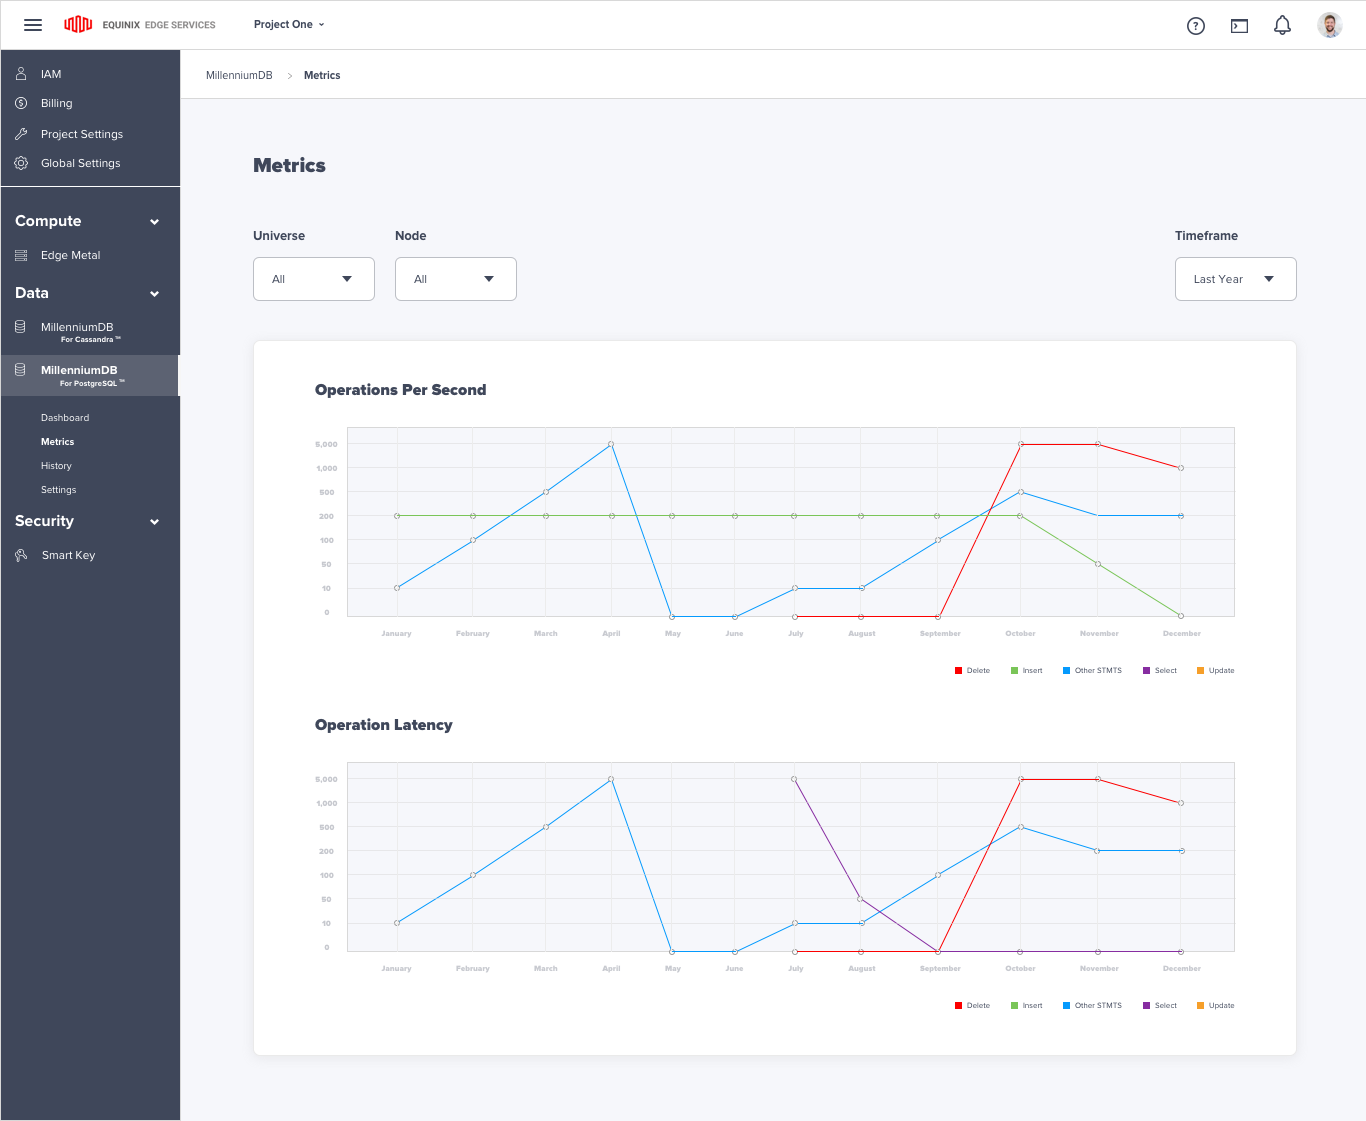 EQUINIX EDGE SERVICES
Project One
?
IAM
Billing
Project Settings
Global Settings
Compute
Edge Metal
Data
MillenniumDB
For Cassandra ™
MillenniumDB
For PostgreSQL ™
Dashboard
Metrics
History
Settings
Security
Smart Key
MillenniumDB > Metrics
Metrics
Universe
Node
Timeframe
All
All
Last Year
Operations Per Second
5,000
1,000
500
200
100
50
10
0
January February March April May June July August September October November December
Delete Insert Other STMTS Select Update
Operation Latency
5,000
1,000
500
200
100
50
10
0
January February March April May June July August September October November December
Delete Insert Other STMTS Select Update